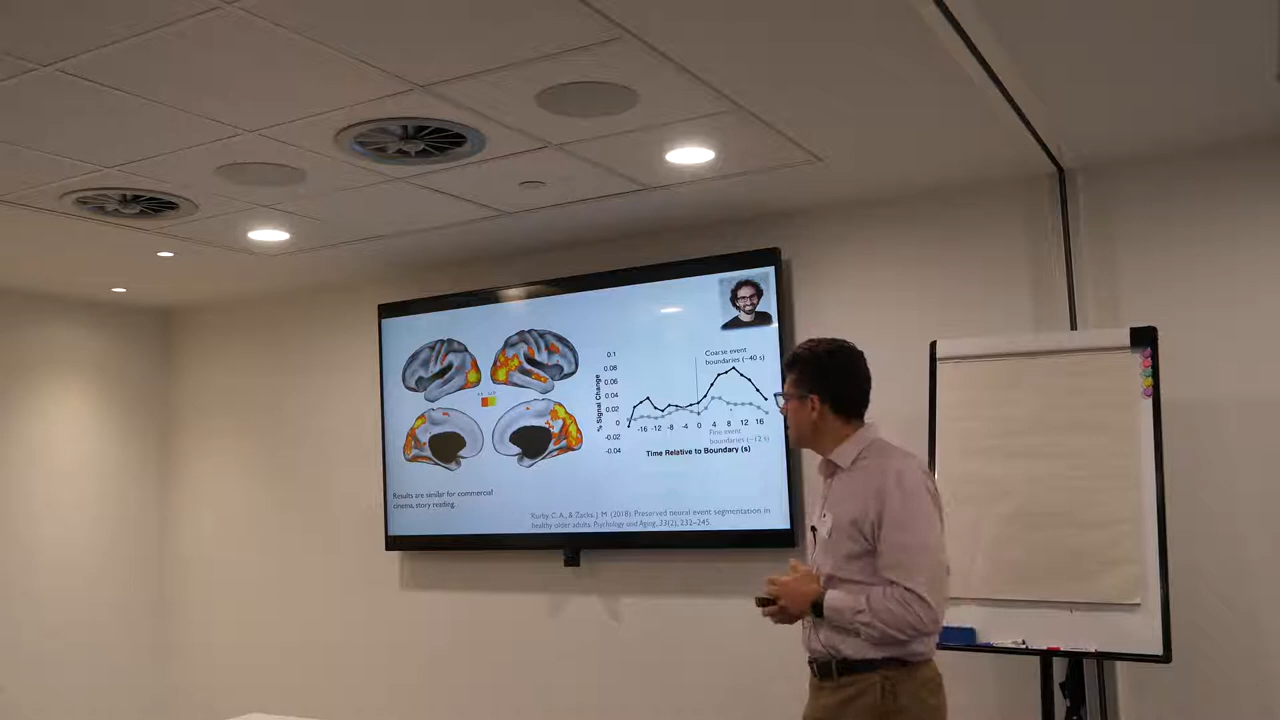 Coarse event
boundaries (~40 s)
% Signal Change
0.1
0.08
0.06
0.04
0.02
0
-0.02
-0.04
-16 -12 -8 -4 0 4 8 12 16
Fine event
boundaries (~12 s)
Time Relative to Boundary (s)
Results are similar for commercial
cinema, story reading.
Kurby, C. A., & Zacks, J. M. (2018). Preserved neural event segmentation in
healthy older adults. Psychology and Aging, 33(2), 232–245.